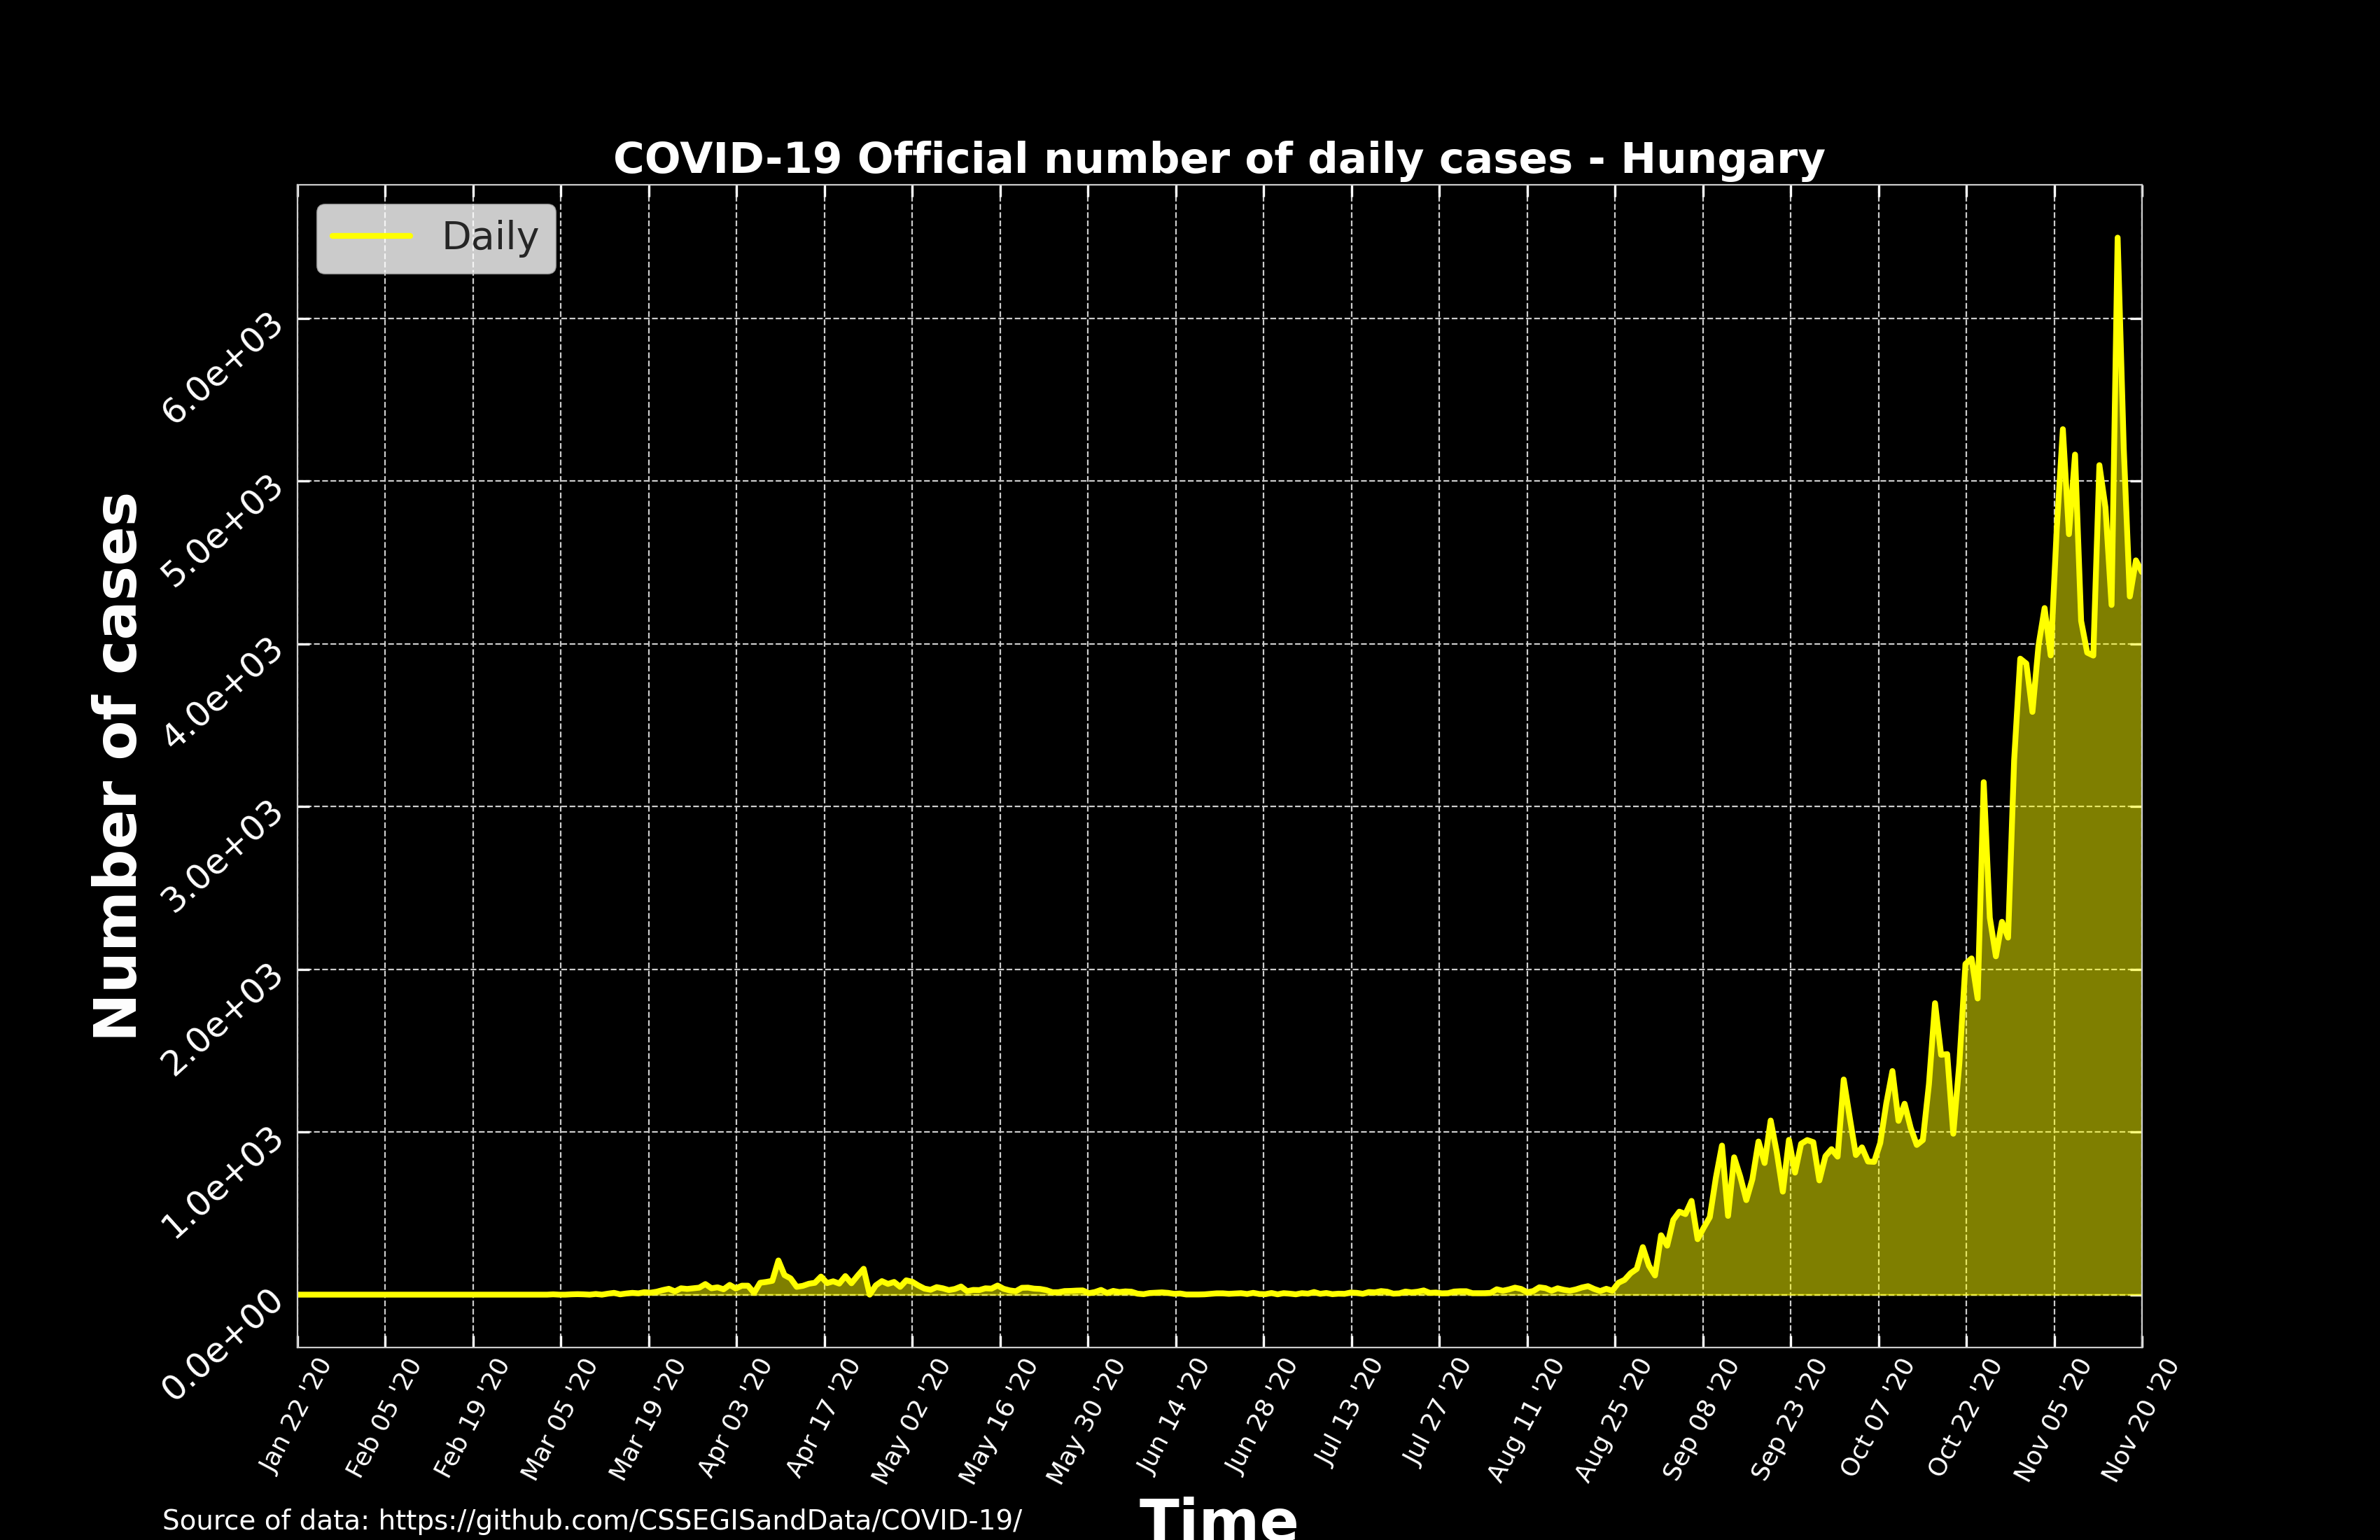 COVID-19 Official number of daily cases - Hungary
Daily
Number of cases
6.0e+03
5.0e+03
4.0e+03
3.0e+03
2.0e+03
1.0e+03
0.0e+00
Jan 22 '20
Feb 05 '20
Feb 19 '20
Mar 05 '20
Mar 19 '20
Apr 03 '20
Apr 17 '20
May 02 '20
May 16 '20
May 30 '20
Jun 14 '20
Jun 28 '20
Jul 13 '20
Jul 27 '20
Aug 11 '20
Aug 25 '20
Sep 08 '20
Sep 23 '20
Oct 07 '20
Oct 22 '20
Nov 05 '20
Nov 20 '20
Time
Source of data: https://github.com/CSSEGISandData/COVID-19/